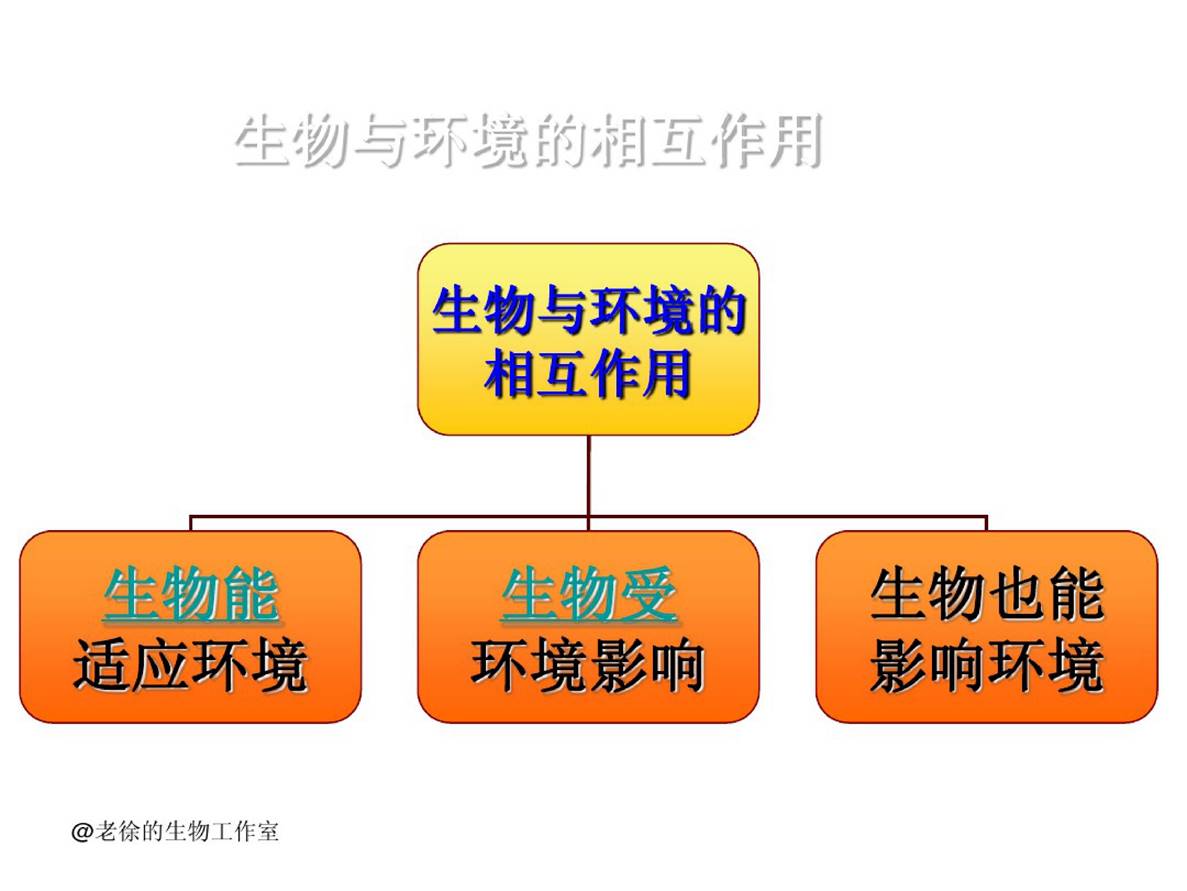 生物与环境的相互作用
生物与环境的
相互作用
生物能
适应环境
生物受
环境影响
生物也能
影响环境
@老徐的生物工作室